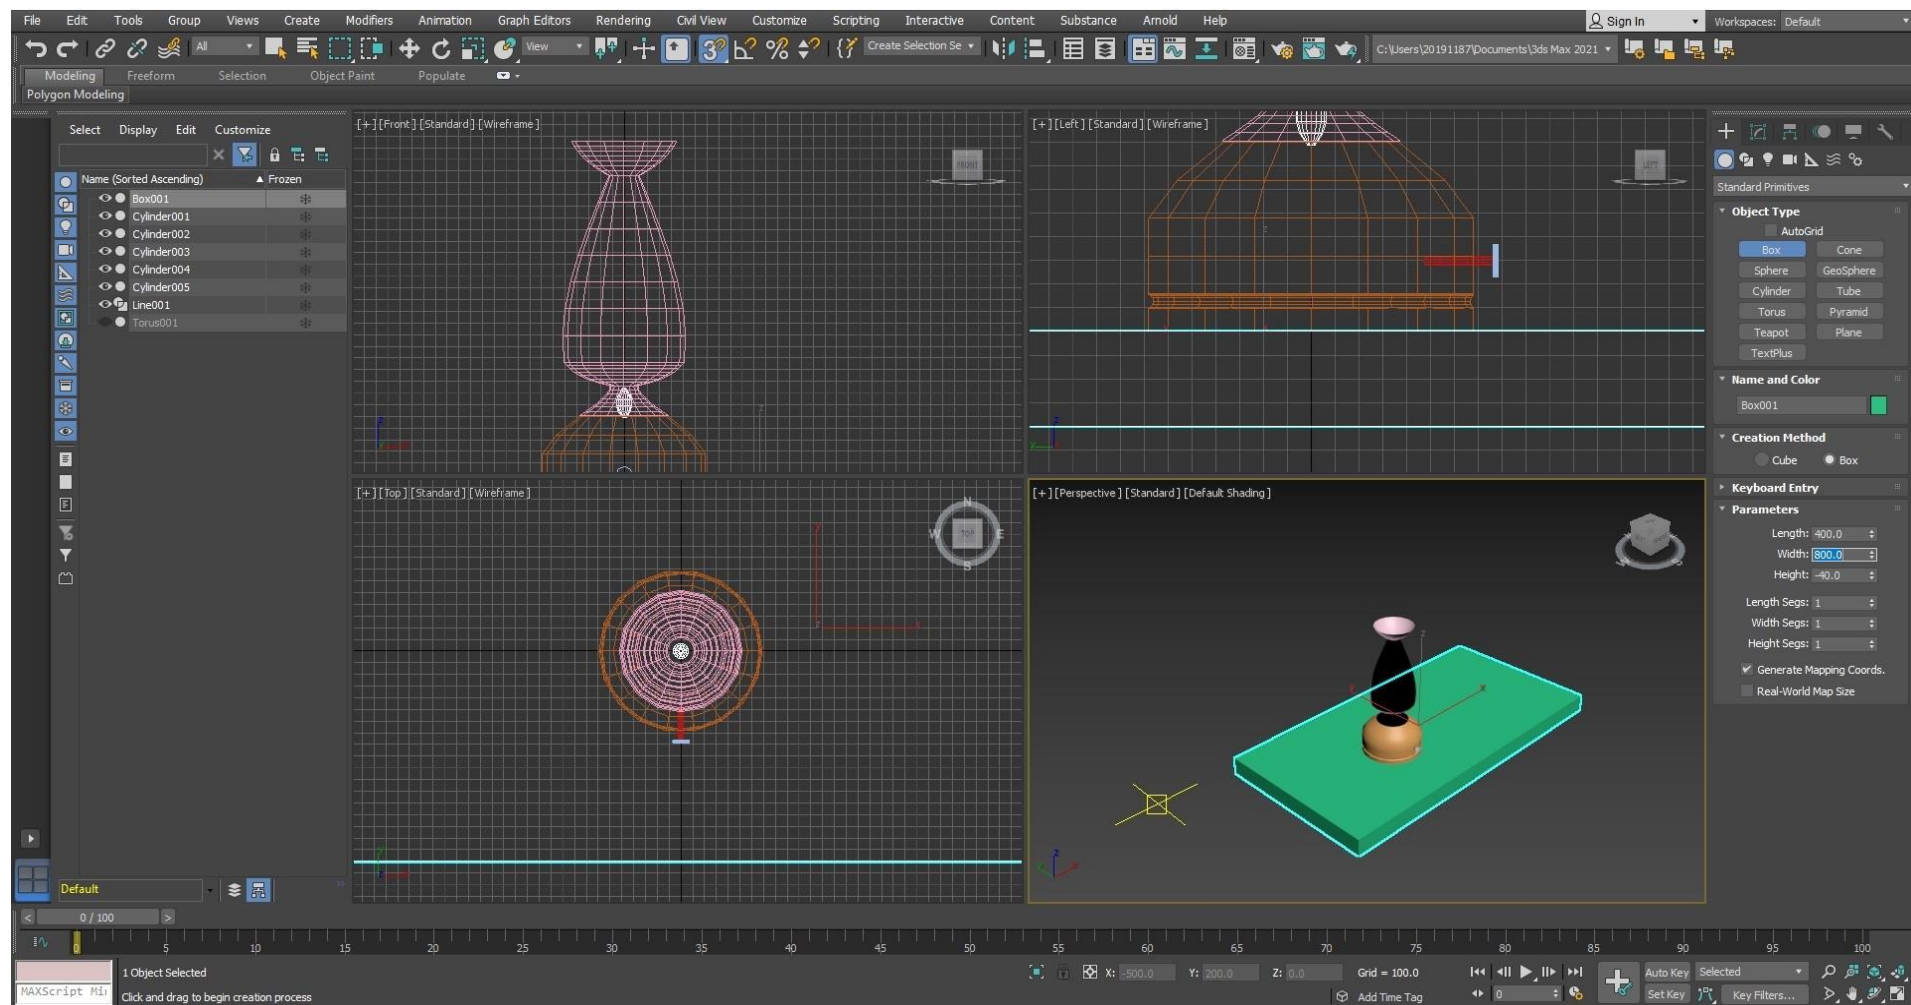 File Edit Tools Group Views Create Modifiers Animation Graph Editors Rendering Civil View Customize Scripting Interactive Content Substance Arnold Help Sign In Workspaces: Default
All View Create Selection Se C:\Users\20191187\Documents\3ds Max 2021
Modeling Freeform Selection Object Paint Populate
Polygon Modeling
Select Display Edit Customize
Name (Sorted Ascending) Frozen
Box001
Cylinder001
Cylinder002
Cylinder003
Cylinder004
Cylinder005
Line001
Torus001
Default
[+] [Front] [Standard] [Wireframe]
FRONT
[+] [Left] [Standard] [Wireframe]
LEFT
[+] [Top] [Standard] [Wireframe]
N
W TOP E
S
[+] [Perspective] [Standard] [Default Shading]
Standard Primitives
Object Type
AutoGrid
Box Cone
Sphere GeoSphere
Cylinder Tube
Torus Pyramid
Teapot Plane
TextPlus
Name and Color
Box001
Creation Method
Cube Box
Keyboard Entry
Parameters
Length: 400.0
Width: 800.0
Height: -40.0
Length Segs: 1
Width Segs: 1
Height Segs: 1
Generate Mapping Coords.
Real-World Map Size
< 0 / 100 >
0 5 10 15 20 25 30 35 40 45 50 55 60 65 70 75 80 85 90 95 100
1 Object Selected X: -500.0 Y: 200.0 Z: 0.0 Grid = 100.0 Auto Key Selected
MAXScript Mi Click and drag to begin creation process Add Time Tag 0 Set Key Key Filters...